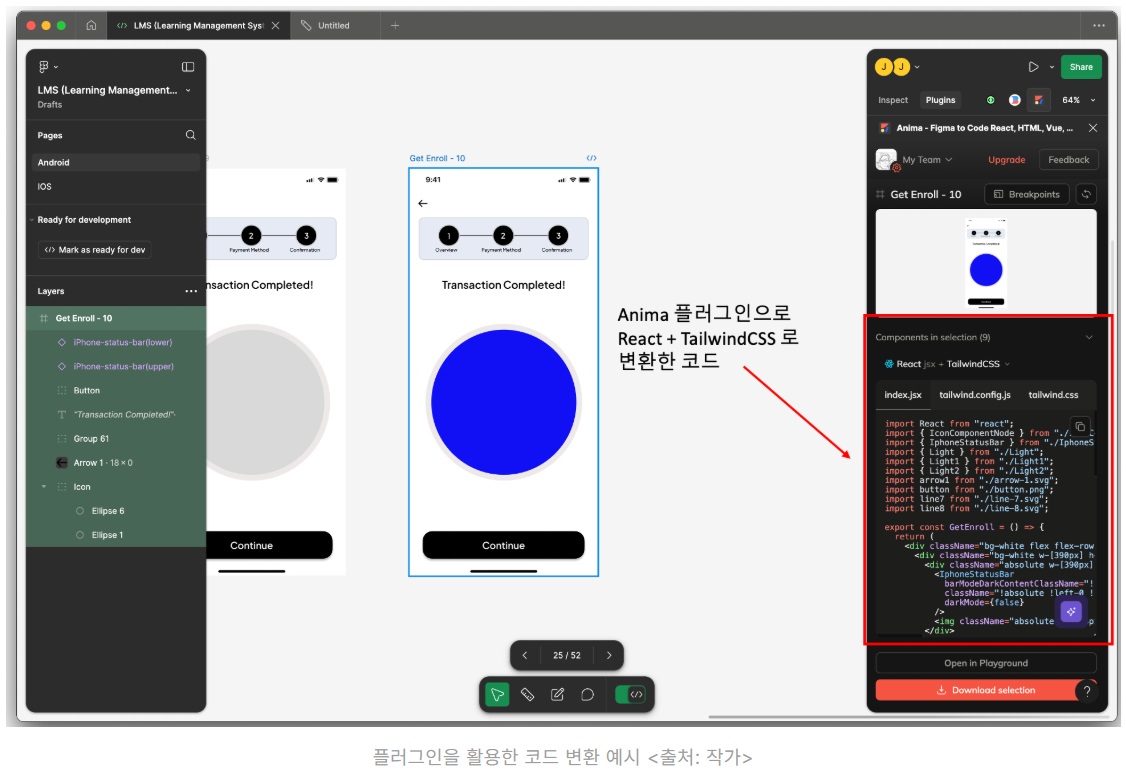 LMS (Learning Management Syst
Untitled
LMS (Learning Management...
Drafts
Pages
Android
IOS
Ready for development
</> Mark as ready for dev
Layers
Get Enroll - 10
iPhone-status-bar(lower)
iPhone-status-bar(upper)
Button
"Transaction Completed!"
Group 61
Arrow 1 · 18 × 0
Icon
Ellipse 6
Ellipse 1
2
3
Payment Method
Confirmation
nsaction Completed!
Continue
Get Enroll - 10
</>
9:41
1
2
3
Overview
Payment Method
Confirmation
Transaction Completed!
Continue
Anima 플러그인으로
React + TailwindCSS 로
변환한 코드
25 / 52
</>
J J
Share
Inspect
Plugins
64%
Anima - Figma to Code React, HTML, Vue, ...
My Team
Upgrade
Feedback
Get Enroll - 10
Breakpoints
Components in selection (9)
React jsx + TailwindCSS
index.jsx
tailwind.config.js
tailwind.css
import React from "react";
import { IconComponentNode } from "./
import { IphoneStatusBar } from "./IphoneS
import { Light } from "./Light";
import { Light1 } from "./Light1";
import { Light2 } from "./Light2";
import arrow1 from "./arrow-1.svg";
import button from "./button.png";
import line7 from "./line-7.svg";
import line8 from "./line-8.svg";
export const GetEnroll = () => {
return (
<div className="bg-white flex flex-row
<div className="bg-white w-[390px] h
<div className="absolute w-[390px]
<IphoneStatusBar
barModeDarkContentClassName="!
className="!absolute !left-0 !
darkMode={false}
/>
<img className="absolute
</div>
Open in Playground
Download selection
?
플러그인을 활용한 코드 변환 예시 <출처: 작가>